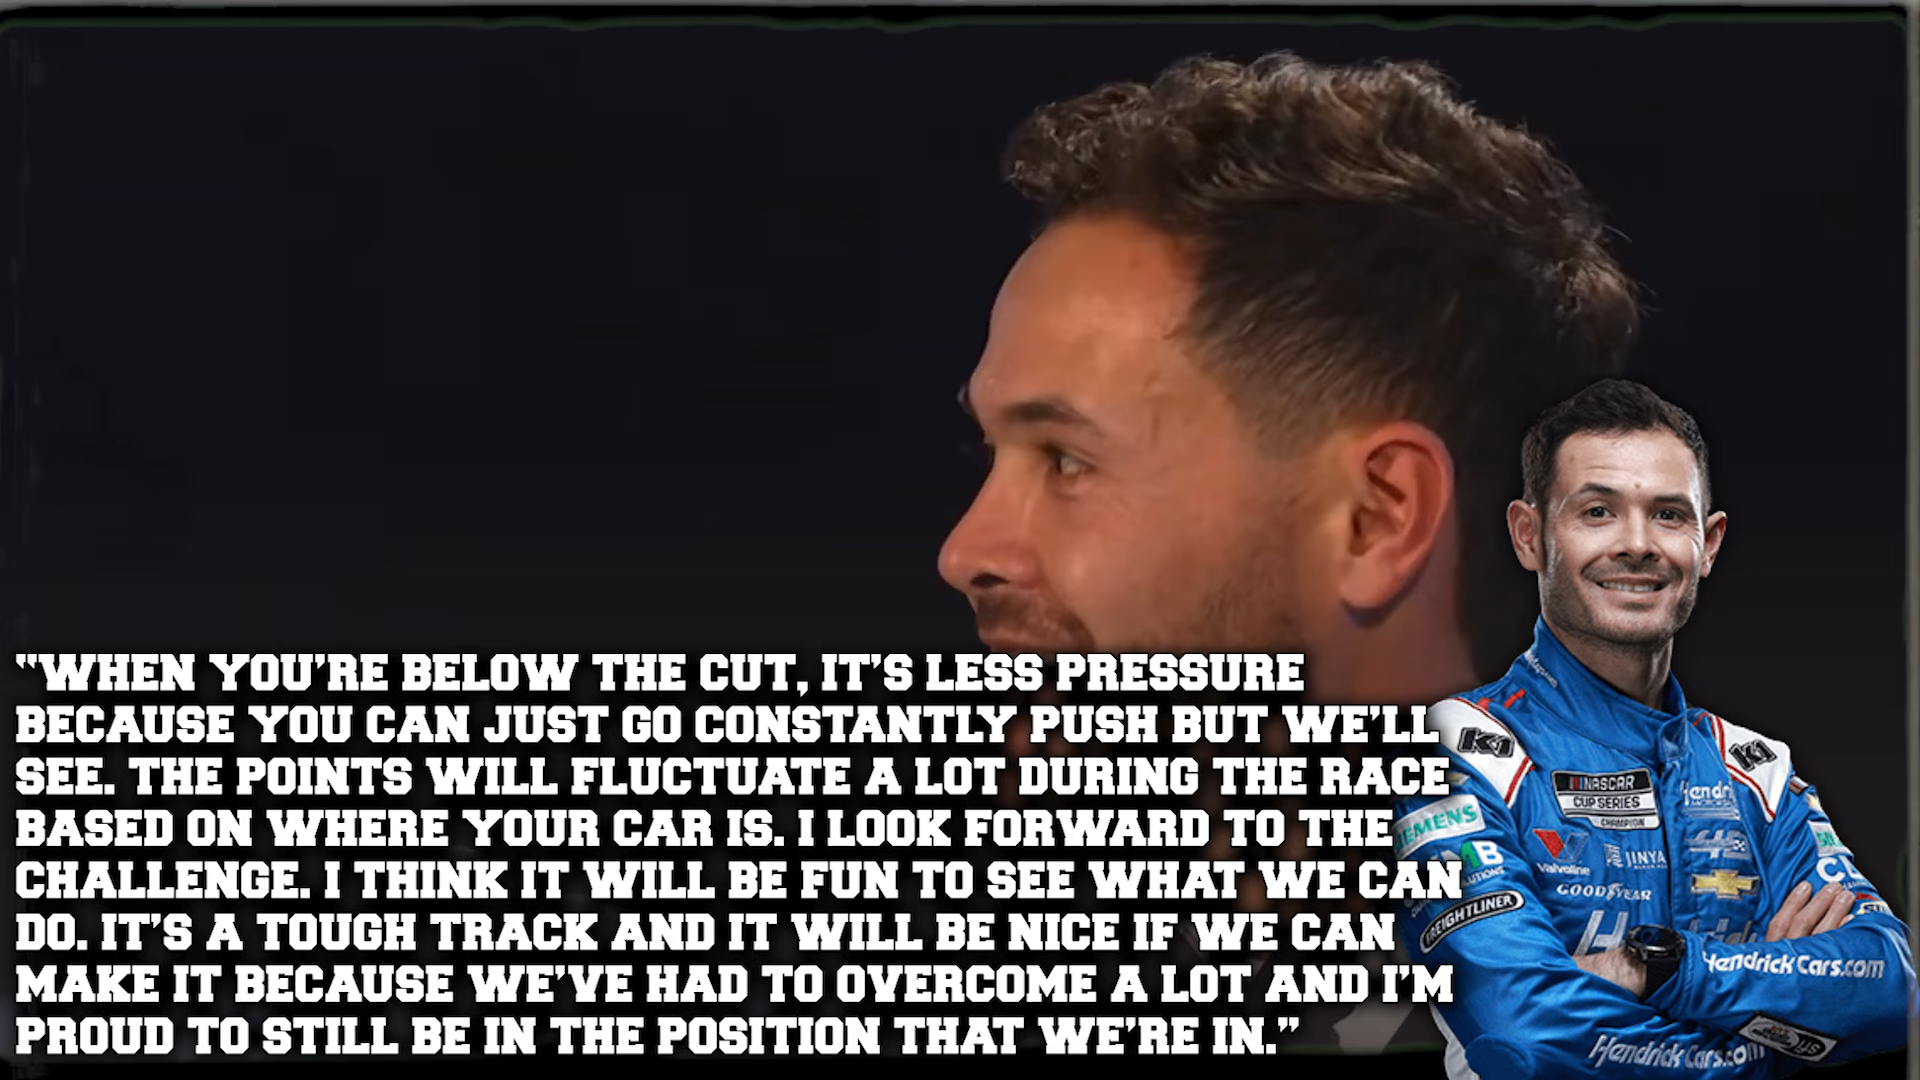 “WHEN YOU’RE BELOW THE CUT, IT’S LESS PRESSURE
BECAUSE YOU CAN JUST GO CONSTANTLY PUSH BUT WE’LL
SEE. THE POINTS WILL FLUCTUATE A LOT DURING THE RACE
BASED ON WHERE YOUR CAR IS. I LOOK FORWARD TO THE
CHALLENGE. I THINK IT WILL BE FUN TO SEE WHAT WE CAN
DO. IT’S A TOUGH TRACK AND IT WILL BE NICE IF WE CAN
MAKE IT BECAUSE WE’VE HAD TO OVERCOME A LOT AND I’M
PROUD TO STILL BE IN THE POSITION THAT WE’RE IN.”
K1
K1
NASCAR
CUP SERIES
CHAMPION
Valvoline
JINYA
GOODYEAR
FREIGHTLINER
HendrickCars.com
HendrickCars.com